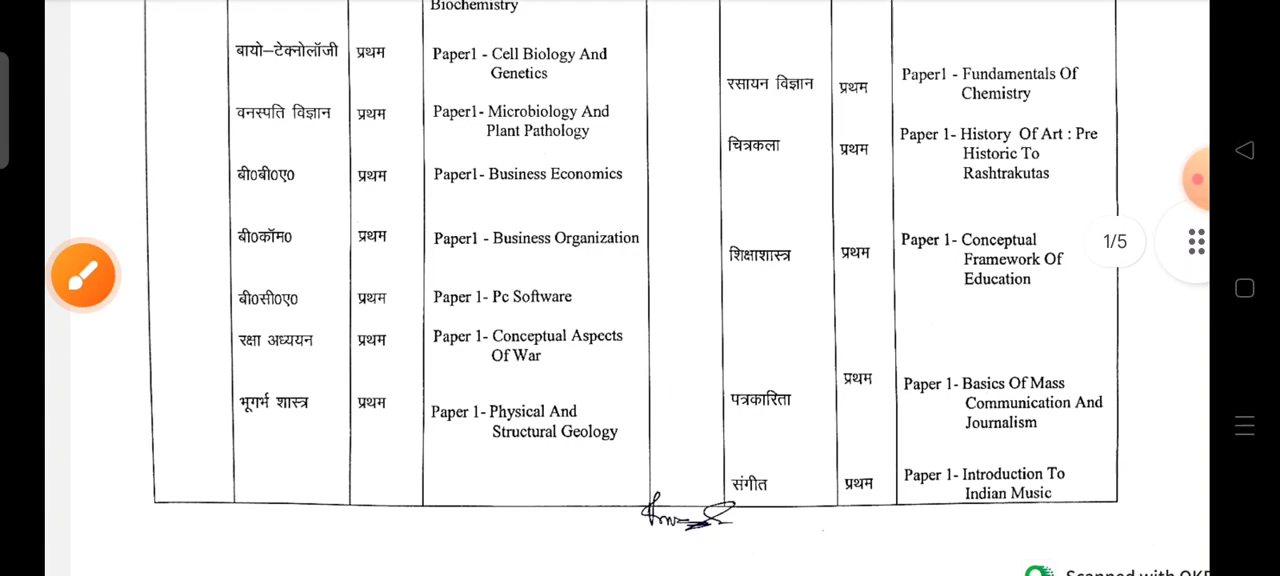 Biochemistry
बायो–टेक्नोलॉजी प्रथम Paper1 - Cell Biology And
Genetics
वनस्पति विज्ञान प्रथम Paper1- Microbiology And
Plant Pathology
बी0बी0ए0 प्रथम Paper1- Business Economics
बी0कॉम0 प्रथम Paper1 - Business Organization
बी0सी0ए0 प्रथम Paper 1- Pc Software
रक्षा अध्ययन प्रथम Paper 1- Conceptual Aspects
Of War
भूगर्भ शास्त्र प्रथम Paper 1- Physical And
Structural Geology
रसायन विज्ञान प्रथम Paper1 - Fundamentals Of
Chemistry
चित्रकला प्रथम Paper 1- History Of Art : Pre
Historic To
Rashtrakutas
शिक्षाशास्त्र प्रथम Paper 1- Conceptual
Framework Of
Education
पत्रकारिता प्रथम Paper 1- Basics Of Mass
Communication And
Journalism
संगीत प्रथम Paper 1- Introduction To
Indian Music
1/5
Scanned with